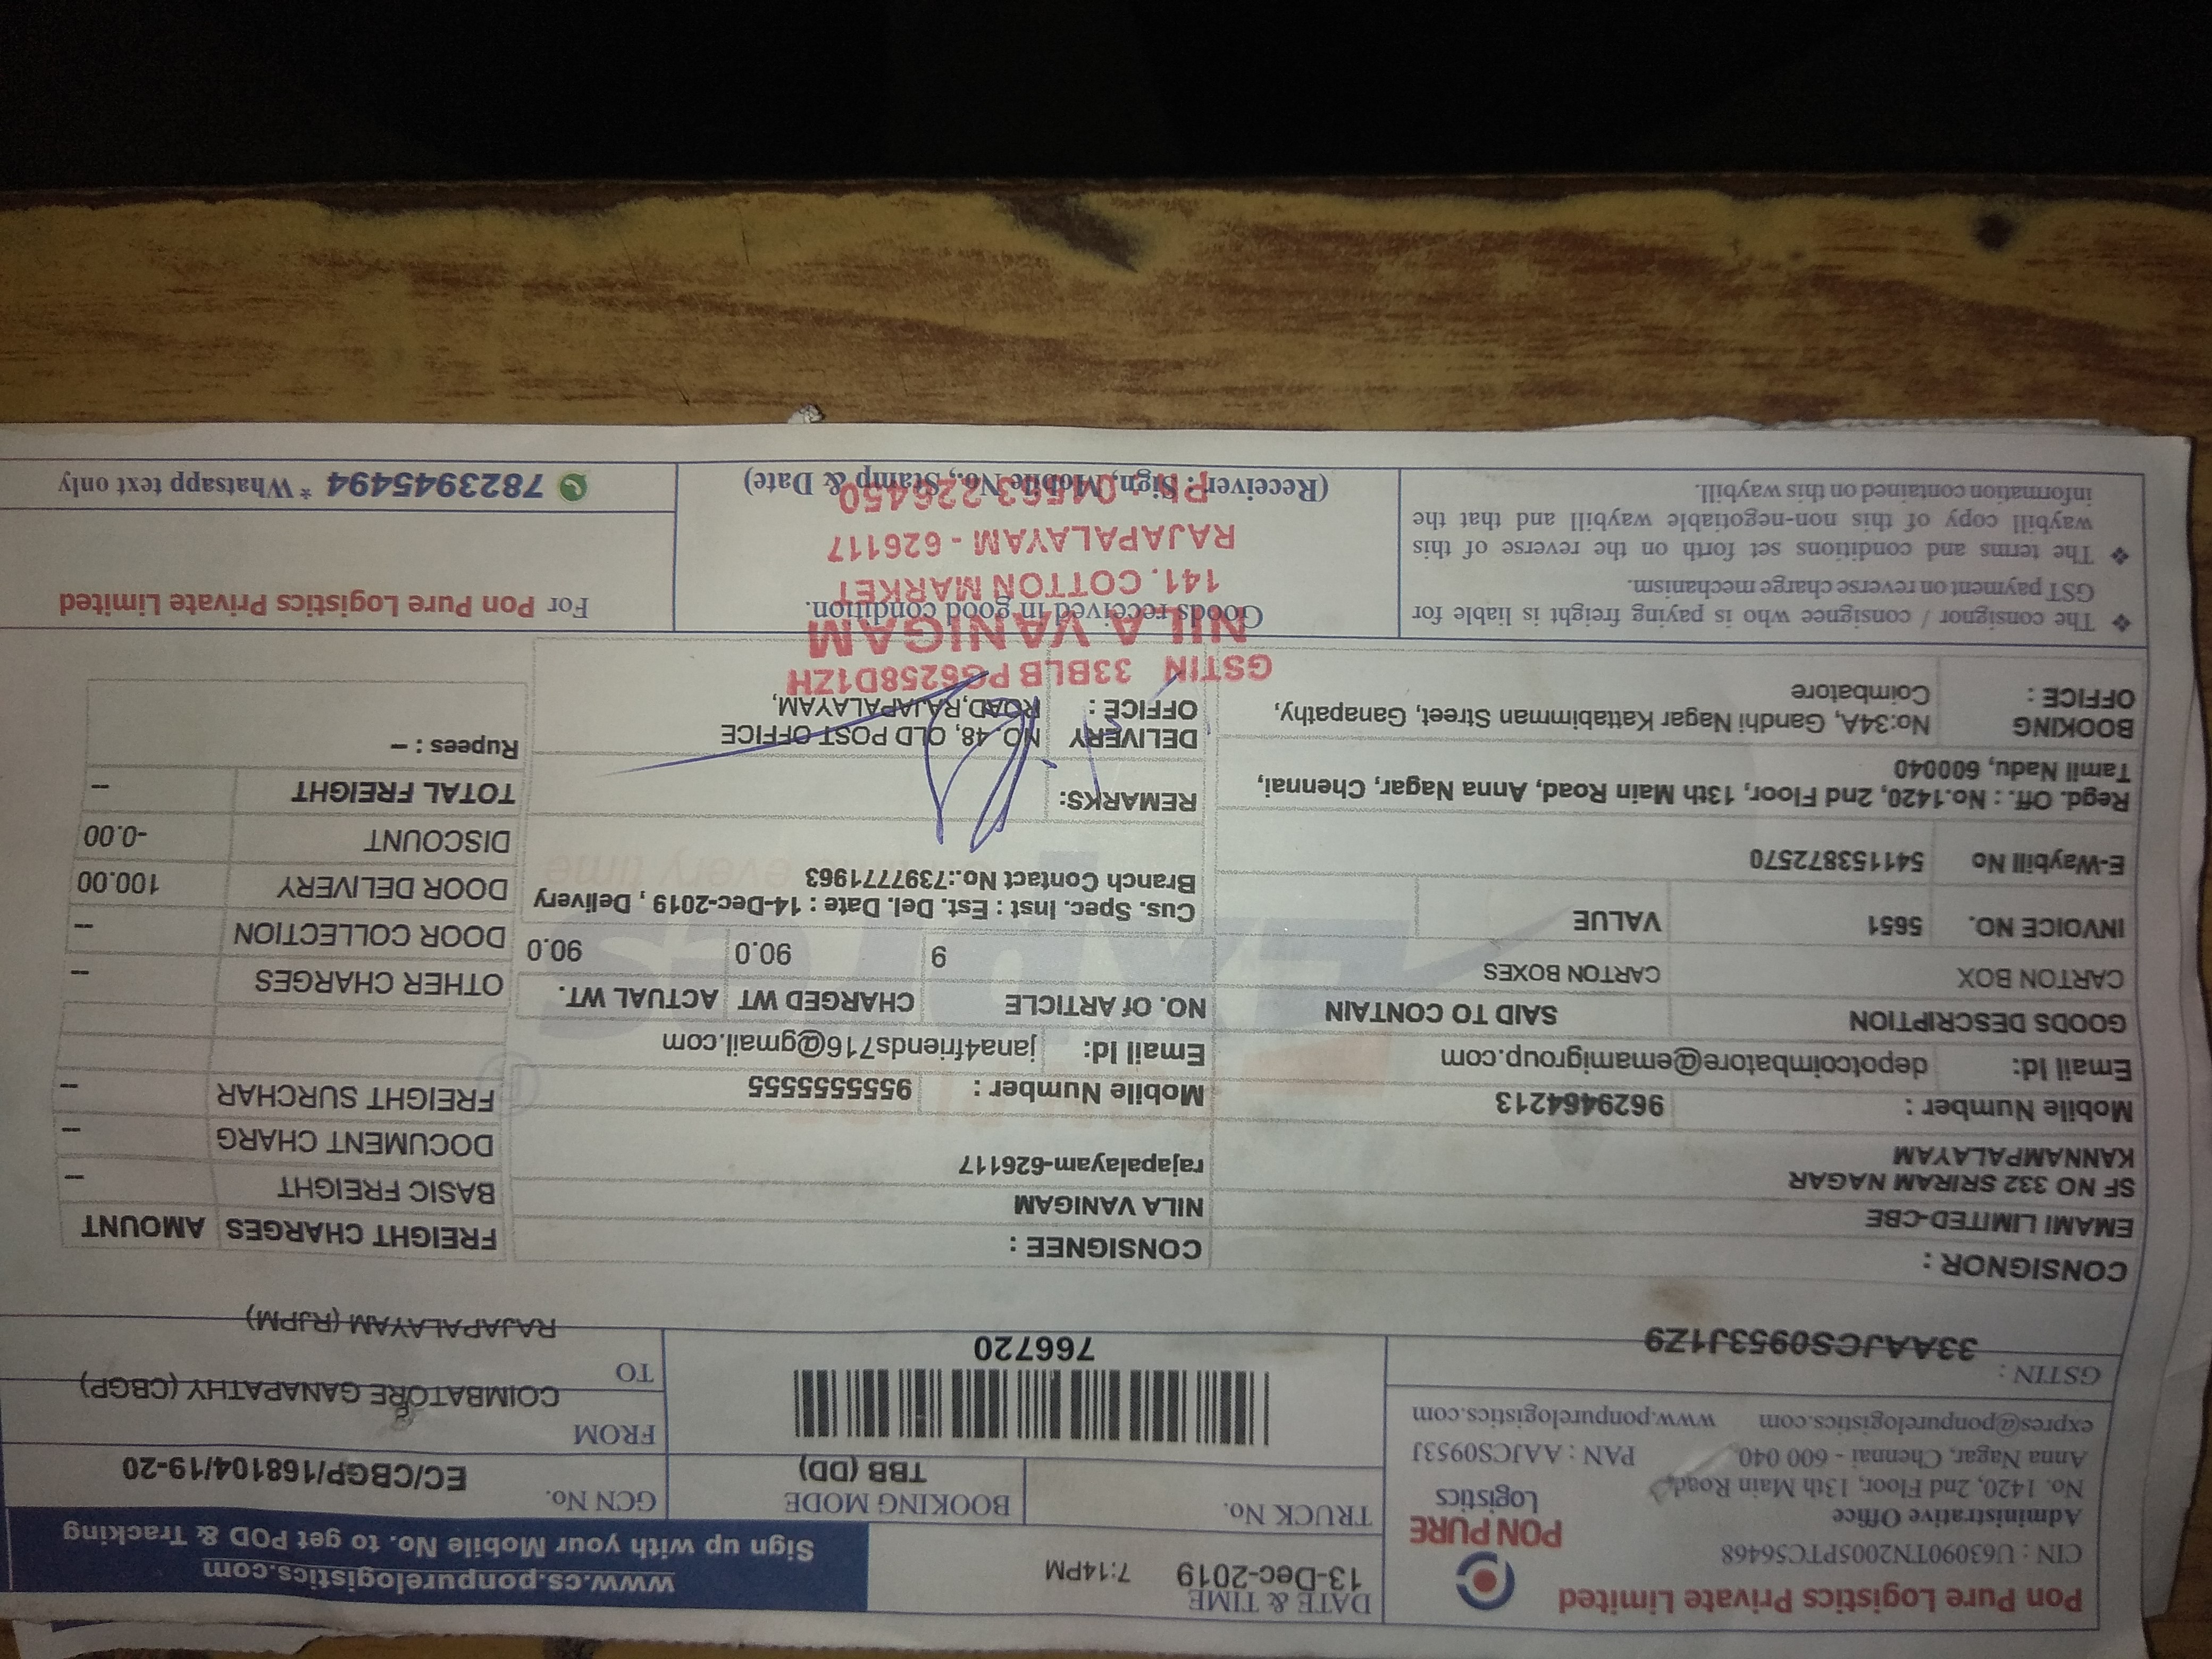 Pon Pure Logistics Private Limited
CIN : U63090TN2005PTC56468
Administrative Office
No. 1420, 2nd Floor, 13th Main Road,
Anna Nagar, Chennai - 600 040
PAN : AAJCS0953J
expres@ponpurelogistics.com www.ponpurelogistics.com
PON PURE
Logistics
GSTIN :
33AAJCS0953J1Z9
DATE & TIME
13-Dec-2019 7:14PM
www.cs.ponpurelogistics.com
Sign up with your Mobile No. to get POD & Tracking
TRUCK No.
BOOKING MODE
TBB (DD)
GCN No.
EC/CBGP/168104/19-20
766720
FROM
COIMBATORE GANAPATHY (CBGP)
TO
RAJAPALAYAM (RJPM)
CONSIGNOR :
EMAMI LIMITED-CBE
SF NO 332 SRIRAM NAGAR
KANNAMPALAYAM
Mobile Number : 9629464213
Email Id: depotcoimbatore@emamigroup.com
CONSIGNEE :
NILA VANIGAM
rajapalayam-626117
Mobile Number : 9555555555
Email Id: jana4friends716@gmail.com
FREIGHT CHARGES AMOUNT
BASIC FREIGHT --
DOCUMENT CHARG --
FREIGHT SURCHAR --
OTHER CHARGES --
DOOR COLLECTION --
DOOR DELIVERY 100.00
DISCOUNT -0.00
TOTAL FREIGHT --
Rupees : --
GOODS DESCRIPTION SAID TO CONTAIN
CARTON BOX CARTON BOXES
NO. Of ARTICLE CHARGED WT ACTUAL WT.
9 90.0 90.0
INVOICE NO. 5651 VALUE
E-Waybill No 541153872570
Cus. Spec. Inst : Est. Del. Date : 14-Dec-2019 , Delivery
Branch Contact No.:7397771963
Regd. Off. : No.1420, 2nd Floor, 13th Main Road, Anna Nagar, Chennai,
Tamil Nadu, 600040
REMARKS:
BOOKING OFFICE : No:34A, Gandhi Nagar Kattabimman Street, Ganapathy,
Coimbatore
DELIVERY OFFICE : NO. 48, OLD POST OFFICE
ROAD,RAJAPALAYAM,
GSTIN 33BLBPG6258D1ZH
NILA VANIGAM
141. COTTON MARKET
RAJAPALAYAM - 626117
PH : 04563 226450
❖ The consignor / consignee who is paying freight is liable for
GST payment on reverse charge mechanism.
❖ The terms and conditions set forth on the reverse of this
waybill copy of this non-negotiable waybill and that the
information contained on this waybill.
Goods received in good condition.
(Receiver : Sign, Mobile No., Stamp & Date)
For Pon Pure Logistics Private Limited
7823945494 * Whatsapp text only